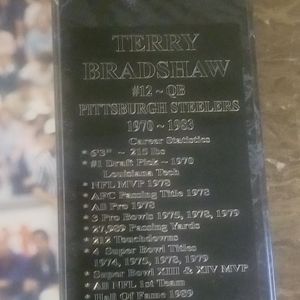 TERRY
BRADSHAW
#12 ~ QB
PITTSBURGH STEELERS
1970 ~ 1983
Career Statistics
* 6'3" ~ 215 lbs
* #1 Draft Pick ~ 1970
Louisiana Tech
* NFL MVP 1978
* AFC Passing Title 1978
* All Pro 1978
* 3 Pro Bowls 1975, 1978, 1979
* 27,989 Passing Yards
* 212 Touchdowns
* 4 Super Bowl Titles
1974, 1975, 1978, 1979
* Super Bowl XIII & XIV MVP
* All NFL 1st Team
* Hall Of Fame 1989